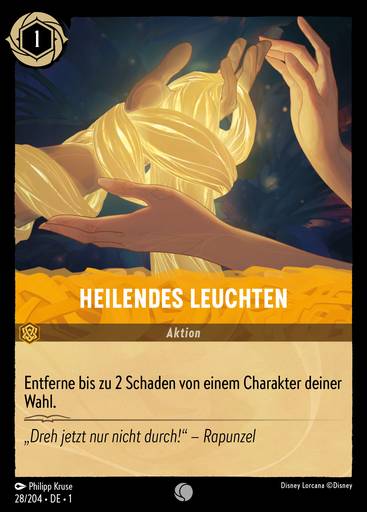 1
HEILENDES LEUCHTEN
Aktion
Entferne bis zu 2 Schaden von einem Charakter deiner
Wahl.
„Dreh jetzt nur nicht durch!“ – Rapunzel
Philipp Kruse
Disney Lorcana ©Disney
28/204 • DE • 1